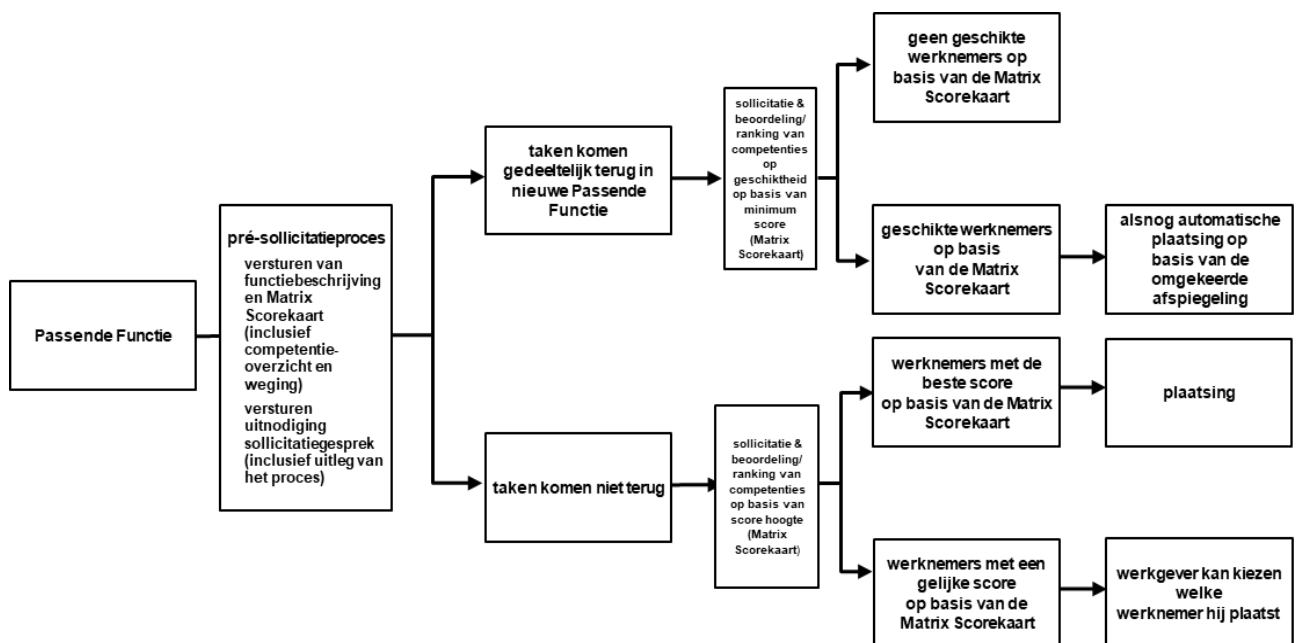 Passende Functie
pré-sollicitatieproces
versturen van
functiebeschrijving
en Matrix
Scorekaart
(inclusief
competentie-
overzicht en
weging)
versturen
uitnodiging
sollicitatiegesprek
(inclusief uitleg van
het proces)
taken komen
gedeeltelijk terug in
nieuwe Passende
Functie
sollicitatie &
beoordeling/
ranking van
competenties
op
geschiktheid
op basis van
minimum
score
(Matrix
Scorekaart)
geen geschikte
werknemers op
basis van de Matrix
Scorekaart
geschikte werknemers
op basis
van de Matrix
Scorekaart
alsnog automatische
plaatsing op
basis van de
omgekeerde
afspiegeling
taken komen niet terug
sollicitatie &
beoordeling/
ranking van
competenties
op basis van
score hoogte
(Matrix
Scorekaart)
werknemers met de
beste score
op basis van de Matrix
Scorekaart
plaatsing
werknemers met een
gelijke score
op basis van de
Matrix Scorekaart
werkgever kan kiezen
welke
werknemer hij plaatst